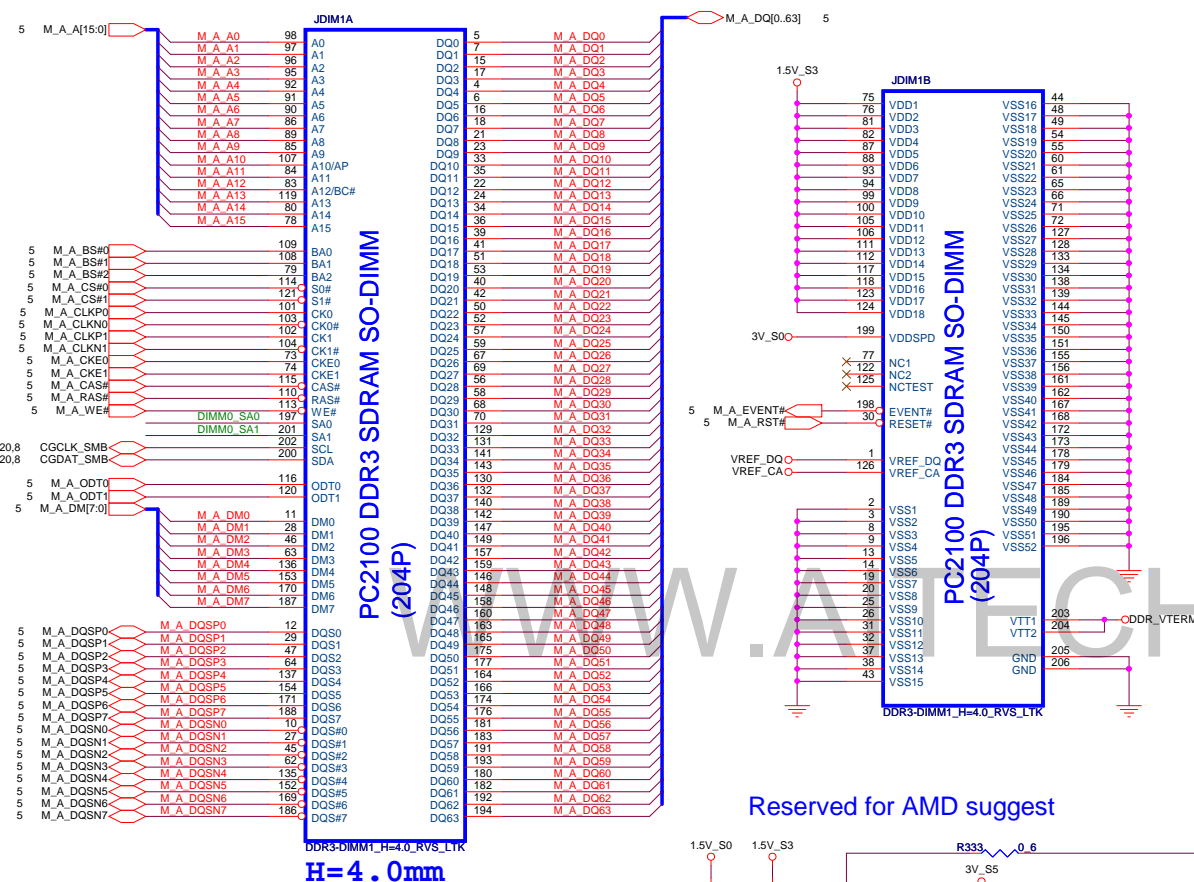 JDIM1A
5 M_A_A[15:0]
M_A_A0 98 A0
M_A_A1 97 A1
M_A_A2 96 A2
M_A_A3 95 A3
M_A_A4 92 A4
M_A_A5 91 A5
M_A_A6 90 A6
M_A_A7 86 A7
M_A_A8 89 A8
M_A_A9 85 A9
M_A_A10 107 A10/AP
M_A_A11 84 A11
M_A_A12 83 A12/BC#
M_A_A13 119 A13
M_A_A14 80 A14
M_A_A15 78 A15
5 M_A_BS#0 109 BA0
5 M_A_BS#1 108 BA1
5 M_A_BS#2 79 BA2
5 M_A_CS#0 114 S0#
5 M_A_CS#1 121 S1#
5 M_A_CLKP0 101 CK0
5 M_A_CLKN0 103 CK0#
5 M_A_CLKP1 102 CK1
5 M_A_CLKN1 104 CK1#
5 M_A_CKE0 73 CKE0
5 M_A_CKE1 74 CKE1
5 M_A_CAS# 115 CAS#
5 M_A_RAS# 110 RAS#
5 M_A_WE# 113 WE#
DIMM0_SA0 197 SA0
DIMM0_SA1 201 SA1
20,8 CGCLK_SMB 202 SCL
20,8 CGDAT_SMB 200 SDA
5 M_A_ODT0 116 ODT0
5 M_A_ODT1 120 ODT1
5 M_A_DM[7:0]
M_A_DM0 11 DM0
M_A_DM1 28 DM1
M_A_DM2 46 DM2
M_A_DM3 63 DM3
M_A_DM4 136 DM4
M_A_DM5 153 DM5
M_A_DM6 170 DM6
M_A_DM7 187 DM7
5 M_A_DQSP0 M_A_DQSP0 12 DQS0
5 M_A_DQSP1 M_A_DQSP1 29 DQS1
5 M_A_DQSP2 M_A_DQSP2 47 DQS2
5 M_A_DQSP3 M_A_DQSP3 64 DQS3
5 M_A_DQSP4 M_A_DQSP4 137 DQS4
5 M_A_DQSP5 M_A_DQSP5 154 DQS5
5 M_A_DQSP6 M_A_DQSP6 171 DQS6
5 M_A_DQSP7 M_A_DQSP7 188 DQS7
5 M_A_DQSN0 M_A_DQSN0 10 DQS#0
5 M_A_DQSN1 M_A_DQSN1 27 DQS#1
5 M_A_DQSN2 M_A_DQSN2 45 DQS#2
5 M_A_DQSN3 M_A_DQSN3 62 DQS#3
5 M_A_DQSN4 M_A_DQSN4 135 DQS#4
5 M_A_DQSN5 M_A_DQSN5 152 DQS#5
5 M_A_DQSN6 M_A_DQSN6 169 DQS#6
5 M_A_DQSN7 M_A_DQSN7 186 DQS#7
PC2100 DDR3 SDRAM SO-DIMM
(204P)
M_A_DQ[0..63] 5
DQ0 5 M_A_DQ0
DQ1 7 M_A_DQ1
DQ2 15 M_A_DQ2
DQ3 17 M_A_DQ3
DQ4 4 M_A_DQ4
DQ5 6 M_A_DQ5
DQ6 16 M_A_DQ6
DQ7 18 M_A_DQ7
DQ8 21 M_A_DQ8
DQ9 23 M_A_DQ9
DQ10 33 M_A_DQ10
DQ11 35 M_A_DQ11
DQ12 22 M_A_DQ12
DQ13 24 M_A_DQ13
DQ14 34 M_A_DQ14
DQ15 36 M_A_DQ15
DQ16 39 M_A_DQ16
DQ17 41 M_A_DQ17
DQ18 51 M_A_DQ18
DQ19 53 M_A_DQ19
DQ20 40 M_A_DQ20
DQ21 42 M_A_DQ21
DQ22 50 M_A_DQ22
DQ23 52 M_A_DQ23
DQ24 57 M_A_DQ24
DQ25 59 M_A_DQ25
DQ26 67 M_A_DQ26
DQ27 69 M_A_DQ27
DQ28 56 M_A_DQ28
DQ29 58 M_A_DQ29
DQ30 68 M_A_DQ30
DQ31 70 M_A_DQ31
DQ32 129 M_A_DQ32
DQ33 131 M_A_DQ33
DQ34 141 M_A_DQ34
DQ35 143 M_A_DQ35
DQ36 130 M_A_DQ36
DQ37 132 M_A_DQ37
DQ38 140 M_A_DQ38
DQ39 142 M_A_DQ39
DQ40 147 M_A_DQ40
DQ41 149 M_A_DQ41
DQ42 157 M_A_DQ42
DQ43 159 M_A_DQ43
DQ44 146 M_A_DQ44
DQ45 148 M_A_DQ45
DQ46 158 M_A_DQ46
DQ47 160 M_A_DQ47
DQ48 163 M_A_DQ48
DQ49 165 M_A_DQ49
DQ50 175 M_A_DQ50
DQ51 177 M_A_DQ51
DQ52 164 M_A_DQ52
DQ53 166 M_A_DQ53
DQ54 174 M_A_DQ54
DQ55 176 M_A_DQ55
DQ56 181 M_A_DQ56
DQ57 183 M_A_DQ57
DQ58 191 M_A_DQ58
DQ59 193 M_A_DQ59
DQ60 180 M_A_DQ60
DQ61 182 M_A_DQ61
DQ62 192 M_A_DQ62
DQ63 194 M_A_DQ63
DDR3-DIMM1_H=4.0_RVS_LTK
H=4.0mm
1.5V_S3
JDIM1B
75 VDD1
76 VDD2
81 VDD3
82 VDD4
87 VDD5
88 VDD6
93 VDD7
94 VDD8
99 VDD9
100 VDD10
105 VDD11
106 VDD12
111 VDD13
112 VDD14
117 VDD15
118 VDD16
123 VDD17
124 VDD18
3V_S0 199 VDDSPD
77 NC1
122 NC2
125 NCTEST
5 M_A_EVENT# 198 EVENT#
5 M_A_RST# 30 RESET#
VREF_DQ 1 VREF_DQ
VREF_CA 126 VREF_CA
2 VSS1
3 VSS2
8 VSS3
9 VSS4
13 VSS5
14 VSS6
19 VSS7
20 VSS8
25 VSS9
26 VSS10
31 VSS11
32 VSS12
37 VSS13
38 VSS14
43 VSS15
PC2100 DDR3 SDRAM SO-DIMM
(204P)
VSS16 44
VSS17 48
VSS18 49
VSS19 54
VSS20 55
VSS21 60
VSS22 61
VSS23 65
VSS24 66
VSS25 71
VSS26 72
VSS27 127
VSS28 128
VSS29 133
VSS30 134
VSS31 138
VSS32 139
VSS33 144
VSS34 145
VSS35 150
VSS36 151
VSS37 155
VSS38 156
VSS39 161
VSS40 162
VSS41 167
VSS42 168
VSS43 172
VSS44 173
VSS45 178
VSS46 179
VSS47 184
VSS48 185
VSS49 189
VSS50 190
VSS51 195
VSS52 196
VTT1 203
VTT2 204
DDR_VTERM
GND 205
GND 206
DDR3-DIMM1_H=4.0_RVS_LTK
Reserved for AMD suggest
1.5V_S0
1.5V_S3
R333 0_6
3V_S5